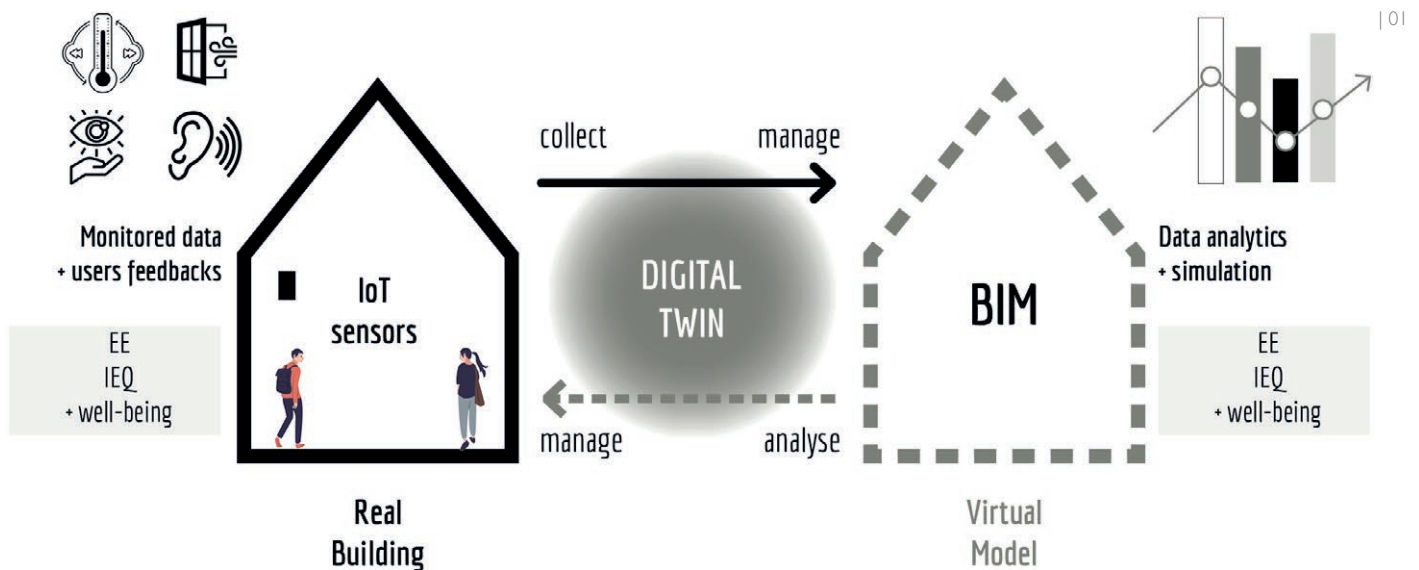 | 01
collect
manage
Monitored data
+ users feedbacks
IoT
sensors
DIGITAL
TWIN
BIM
Data analytics
+ simulation
EE
IEQ
+ well-being
EE
IEQ
+ well-being
manage
analyse
Real
Building
Virtual
Model